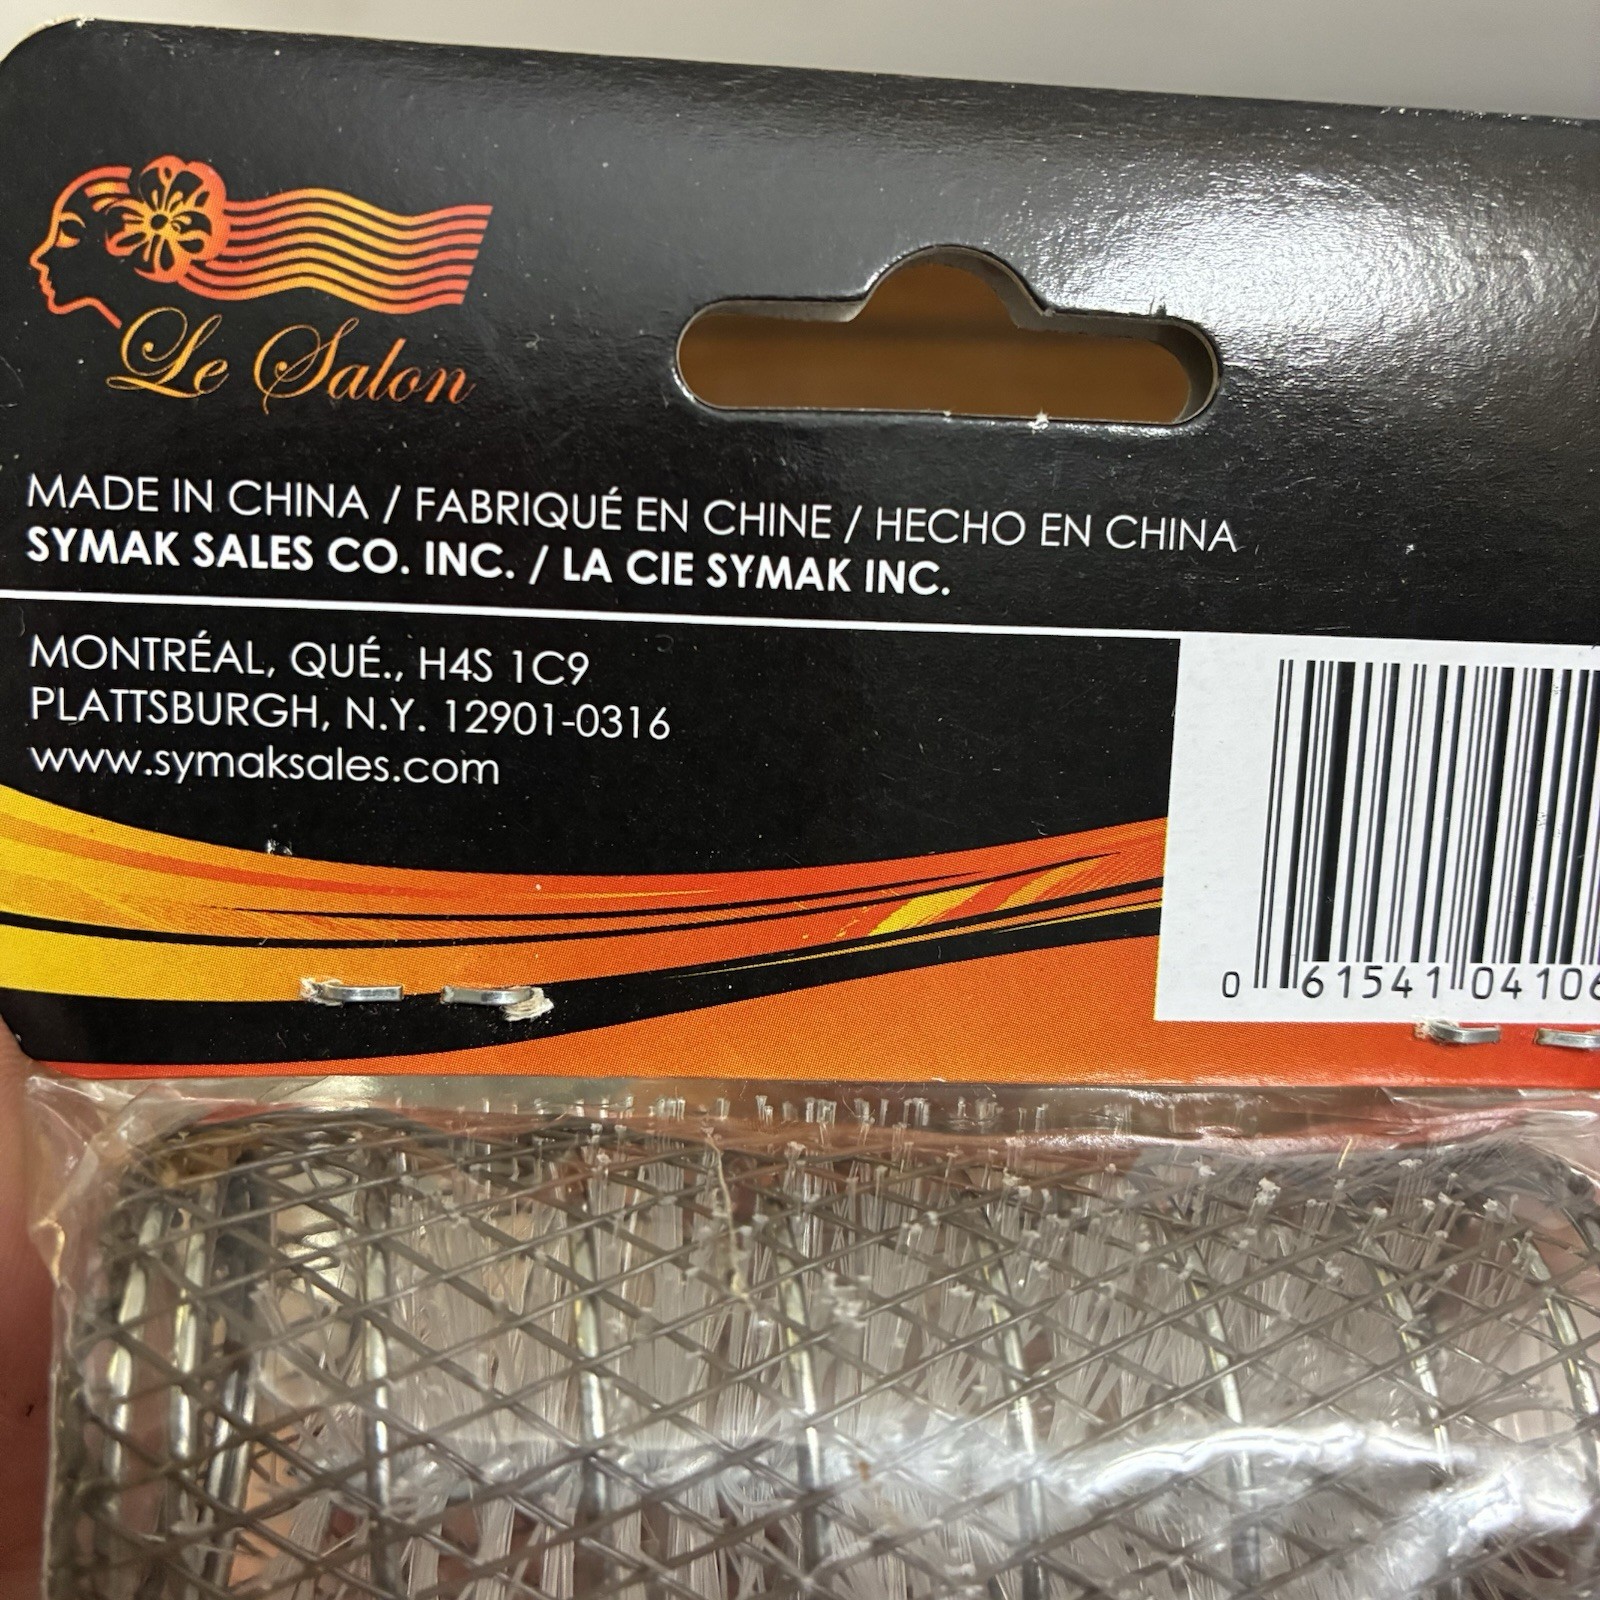 Le Salon
MADE IN CHINA / FABRIQUÉ EN CHINE / HECHO EN CHINA
SYMAK SALES CO. INC. / LA CIE SYMAK INC.
MONTRÉAL, QUÉ., H4S 1C9
PLATTSBURGH, N.Y. 12901-0316
www.symaksales.com
0 61541 04106